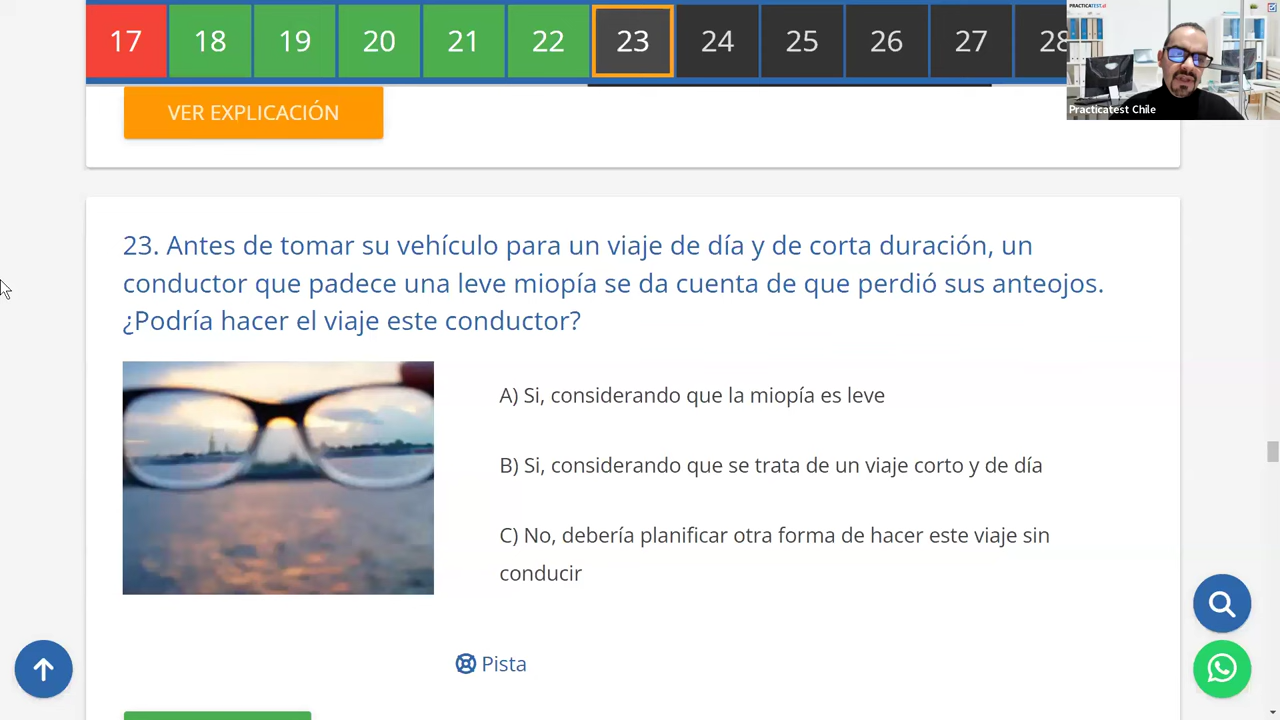 17 18 19 20 21 22 23 24 25 26 27 28
PRACTICATEST.cl
Practicatest Chile
VER EXPLICACIÓN
23. Antes de tomar su vehículo para un viaje de día y de corta duración, un
conductor que padece una leve miopía se da cuenta de que perdió sus anteojos.
¿Podría hacer el viaje este conductor?
A) Si, considerando que la miopía es leve
B) Si, considerando que se trata de un viaje corto y de día
C) No, debería planificar otra forma de hacer este viaje sin
conducir
Pista